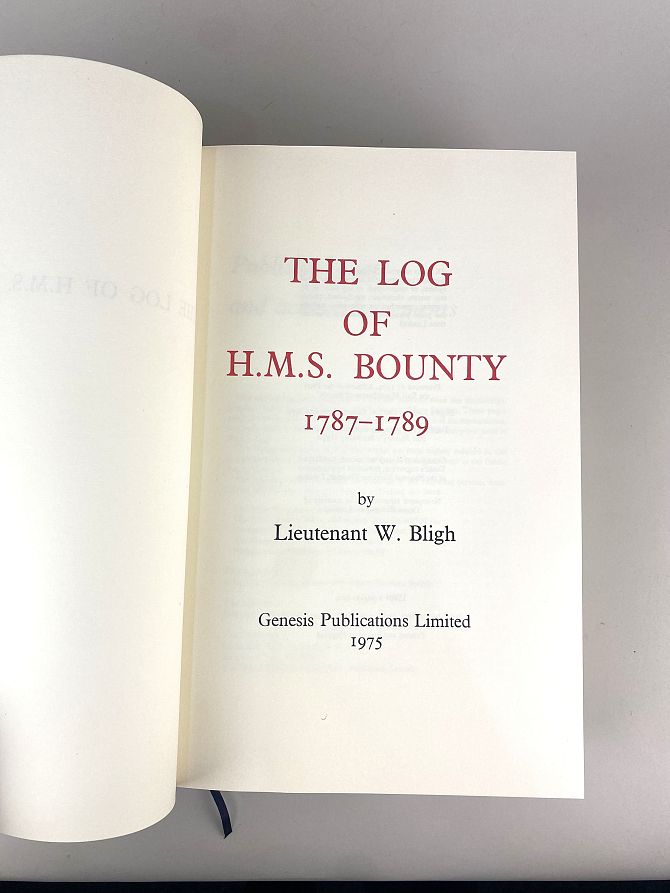 THE LOG
OF
H.M.S. BOUNTY
1787–1789
by
Lieutenant W. Bligh
Genesis Publications Limited
1975